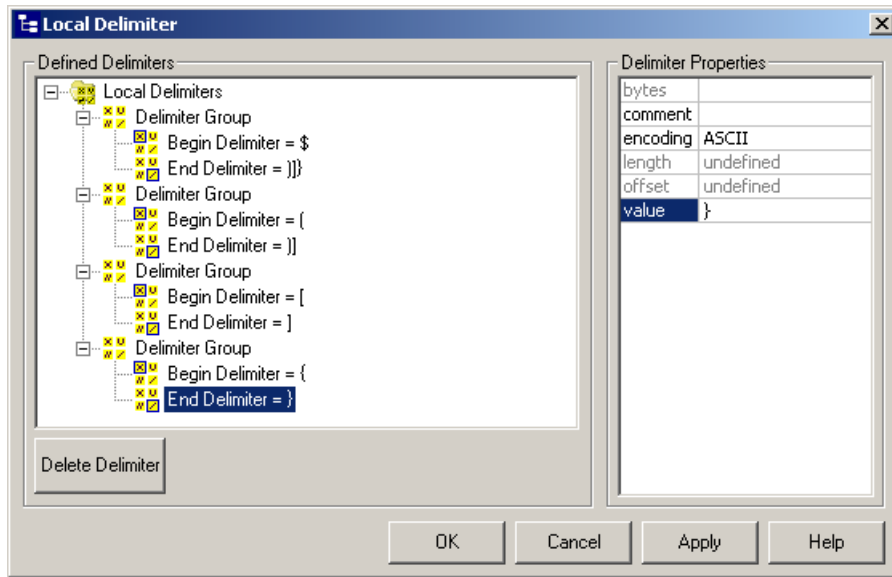 Local Delimiter
Defined Delimiters
Local Delimiters
Delimiter Group
Begin Delimiter = $
End Delimiter = )]}
Delimiter Group
Begin Delimiter = (
End Delimiter = )]
Delimiter Group
Begin Delimiter = [
End Delimiter = ]
Delimiter Group
Begin Delimiter = {
End Delimiter = }
Delete Delimiter
Delimiter Properties
bytes
comment
encoding ASCII
length undefined
offset undefined
value }
OK Cancel Apply Help